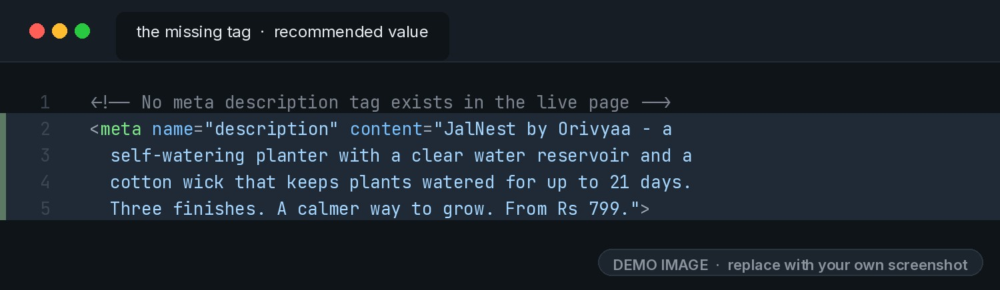 the missing tag · recommended value
1 <!-- No meta description tag exists in the live page -->
2 <meta name="description" content="JalNest by Orivyaa - a
3 self-watering planter with a clear water reservoir and a
4 cotton wick that keeps plants watered for up to 21 days.
5 Three finishes. A calmer way to grow. From Rs 799.">
DEMO IMAGE · replace with your own screenshot